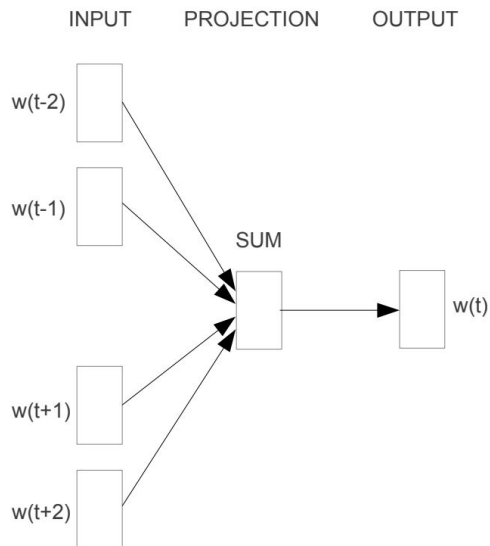 INPUT PROJECTION OUTPUT
w(t-2)
w(t-1)
SUM
w(t)
w(t+1)
w(t+2)